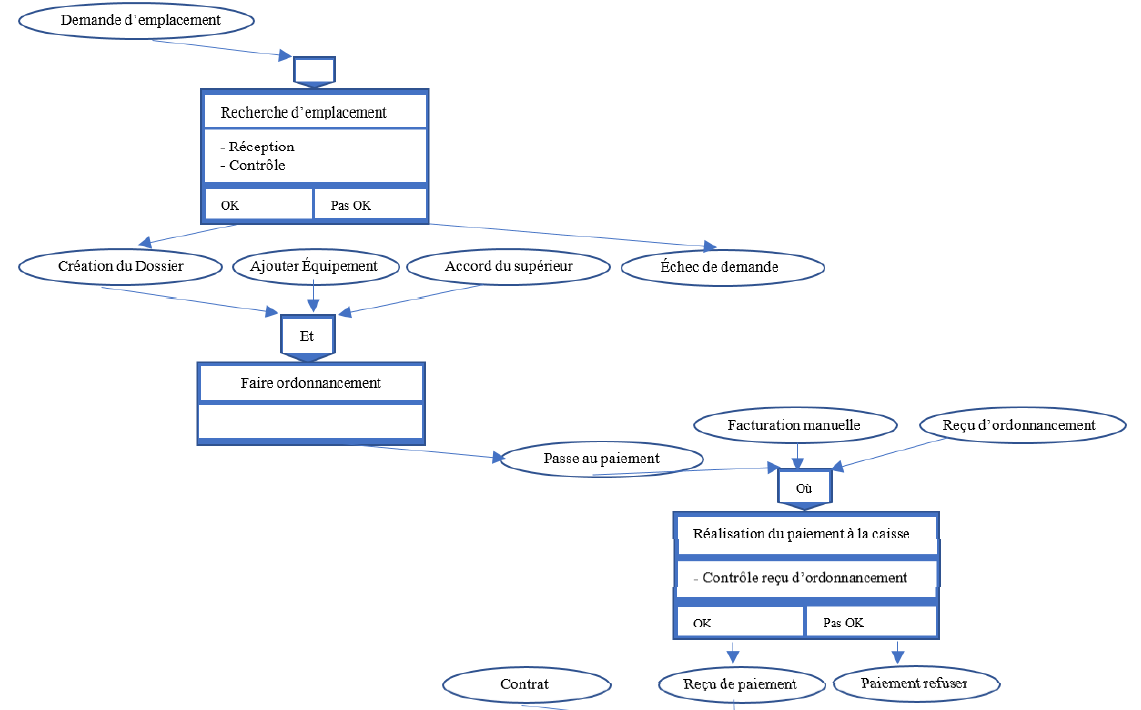 Demande d’emplacement
Recherche d’emplacement
- Réception
- Contrôle
OK
Pas OK
Création du Dossier
Ajouter Équipement
Accord du supérieur
Échec de demande
Et
Faire ordonnancement
Facturation manuelle
Reçu d’ordonnancement
Passe au paiement
Où
Réalisation du paiement à la caisse
- Contrôle reçu d’ordonnancement
OK
Pas OK
Contrat
Reçu de paiement
Paiement refuser